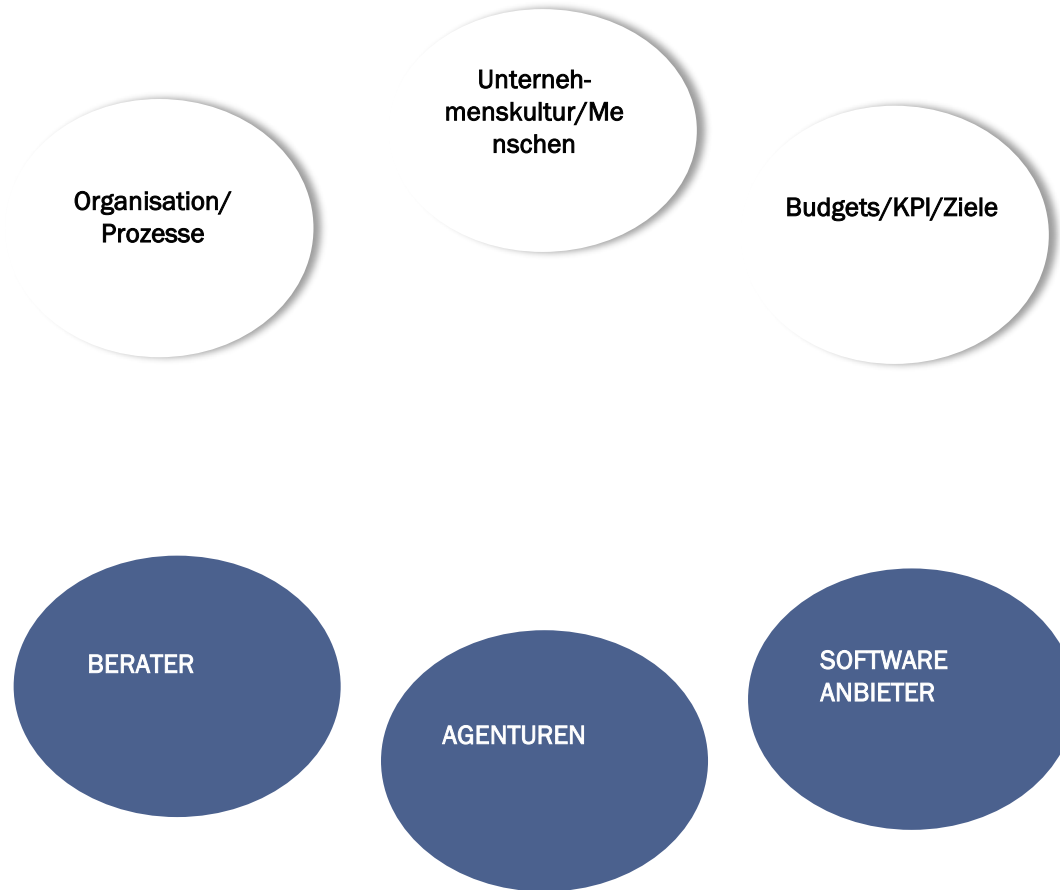 Unterneh-
menskultur/Me
nschen
Organisation/
Prozesse
Budgets/KPI/Ziele
BERATER
AGENTUREN
SOFTWARE
ANBIETER